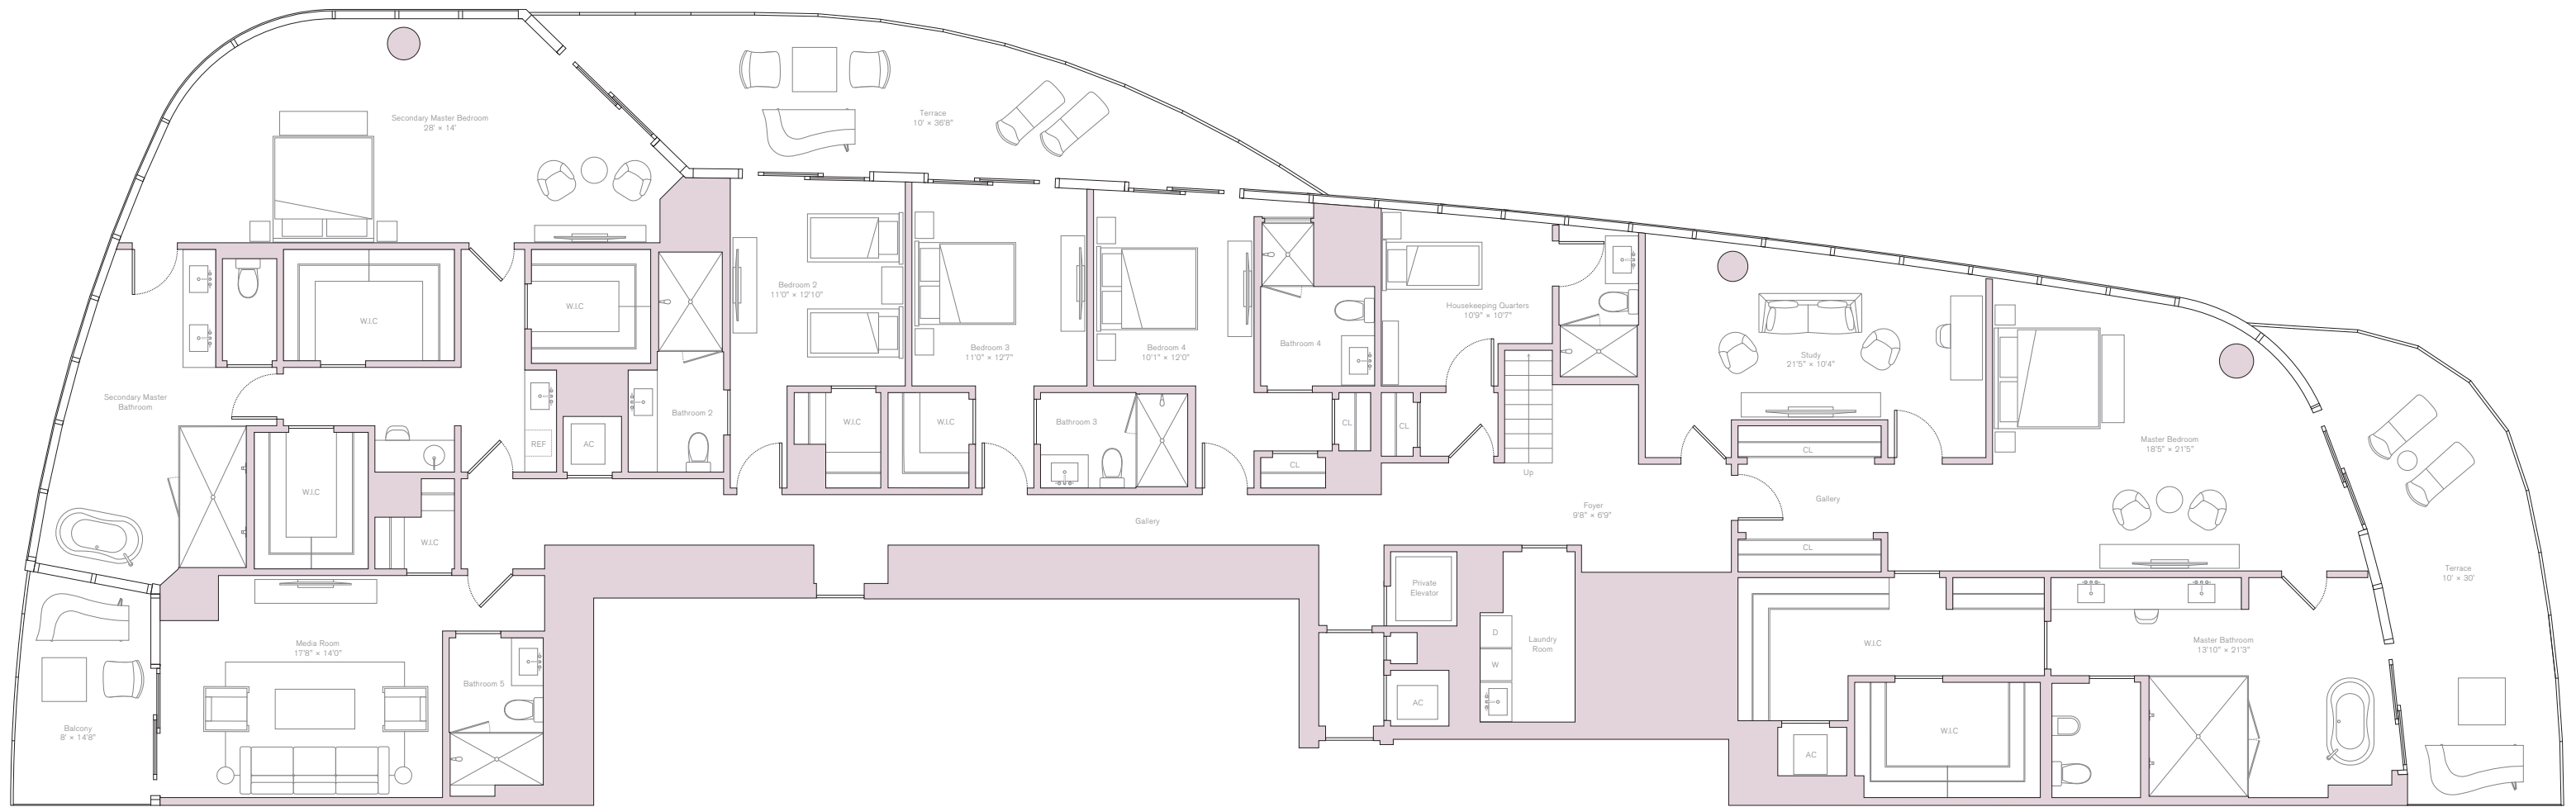 Secondary Master Bedroom
28' × 14'
Terrace
10' × 36'8"
W.I.C
W.I.C
Bedroom 2
11'0" × 12'10"
Bedroom 3
11'0" × 12'7"
Bedroom 4
10'1" × 12'0"
Bathroom 4
Housekeeping Quarters
10'9" × 10'7"
Study
21'5" × 10'4"
Secondary Master
Bathroom
REF
AC
Bathroom 2
W.I.C
W.I.C
Bathroom 3
CL
CL
CL
Up
CL
Master Bedroom
18'5" × 21'5"
W.I.C
W.I.C
Gallery
Foyer
9'8" × 6'9"
Gallery
CL
Terrace
10' × 30'
Media Room
17'8" × 14'0"
Bathroom 5
Balcony
8' × 14'8"
Private
Elevator
D
W
Laundry
Room
AC
W.I.C
Master Bathroom
13'10" × 21'3"
W.I.C
AC